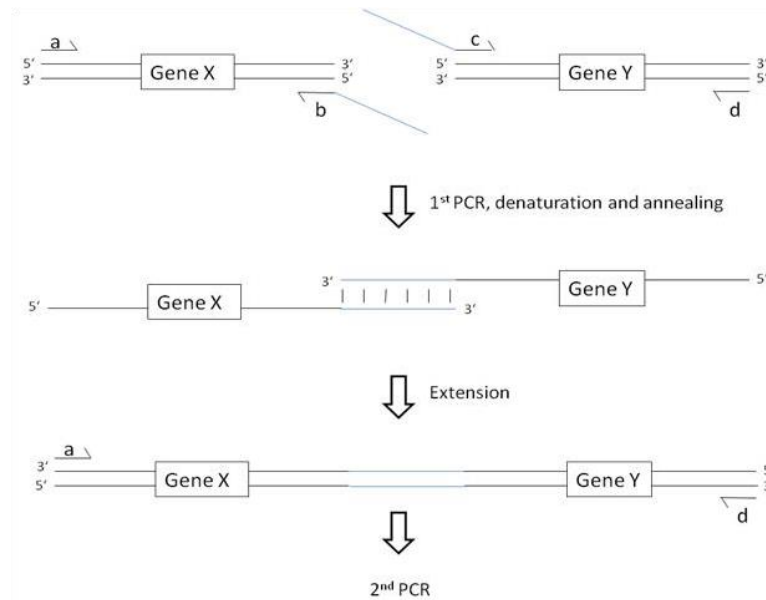 a
c
5' Gene X 3' 5' Gene Y 3'
3' 5' 3' 5'
b d
1st PCR, denaturation and annealing
3' Gene Y 5'
5' Gene X 3'
Extension
a
3' Gene X Gene Y 5'
5' 3'
d
2nd PCR